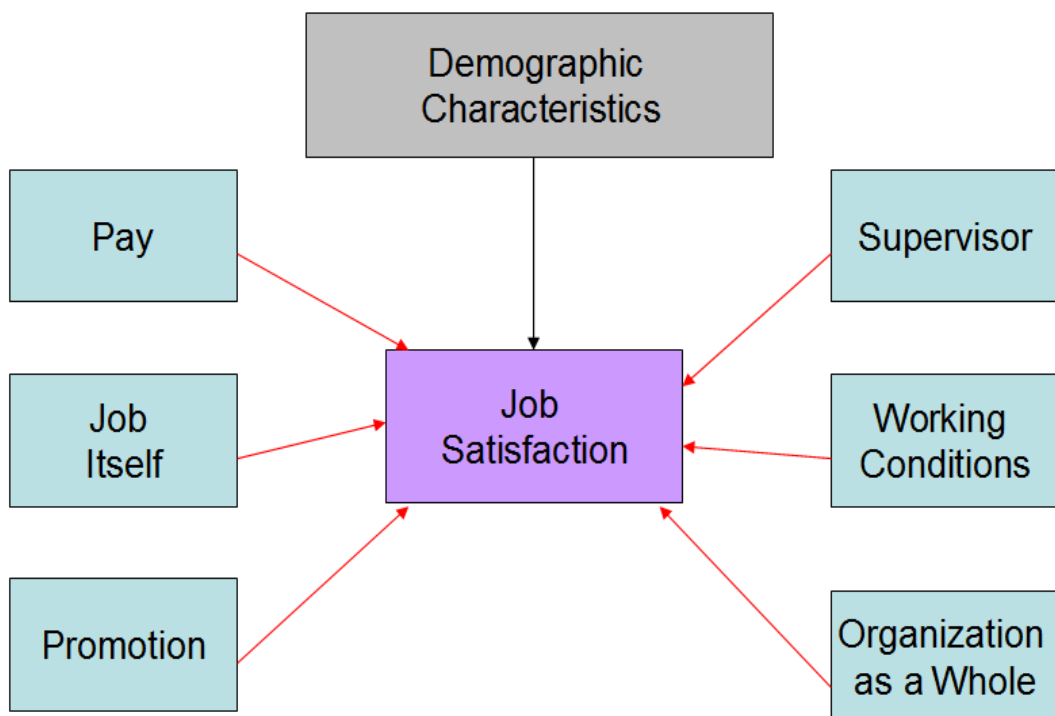 Demographic
Characteristics
Pay
Supervisor
Job
Itself
Job
Satisfaction
Working
Conditions
Promotion
Organization
as a Whole